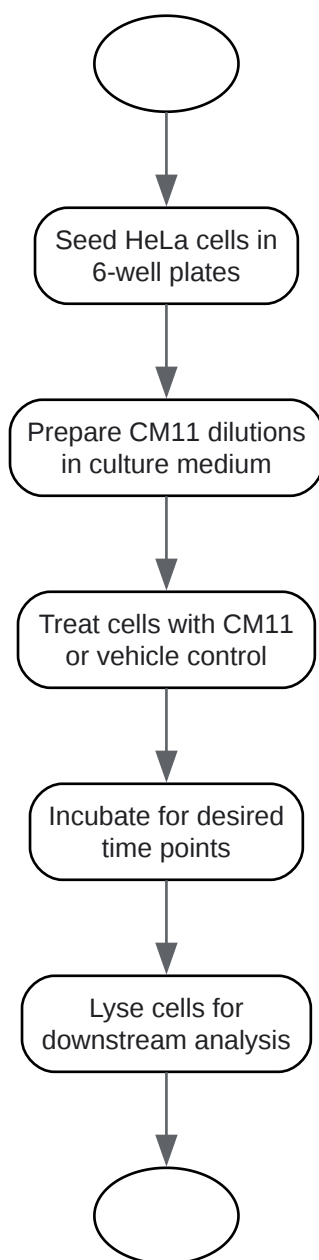 Seed HeLa cells in
6-well plates
Prepare CM11 dilutions
in culture medium
Treat cells with CM11
or vehicle control
Incubate for desired
time points
Lyse cells for
downstream analysis